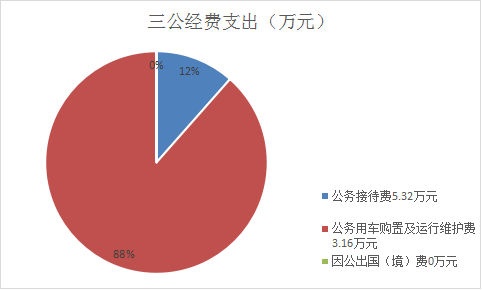 三公经费支出（万元）
0%
12%
88%
公务接待费5.32万元
公务用车购置及运行维护费
3.16万元
因公出国（境）费0万元